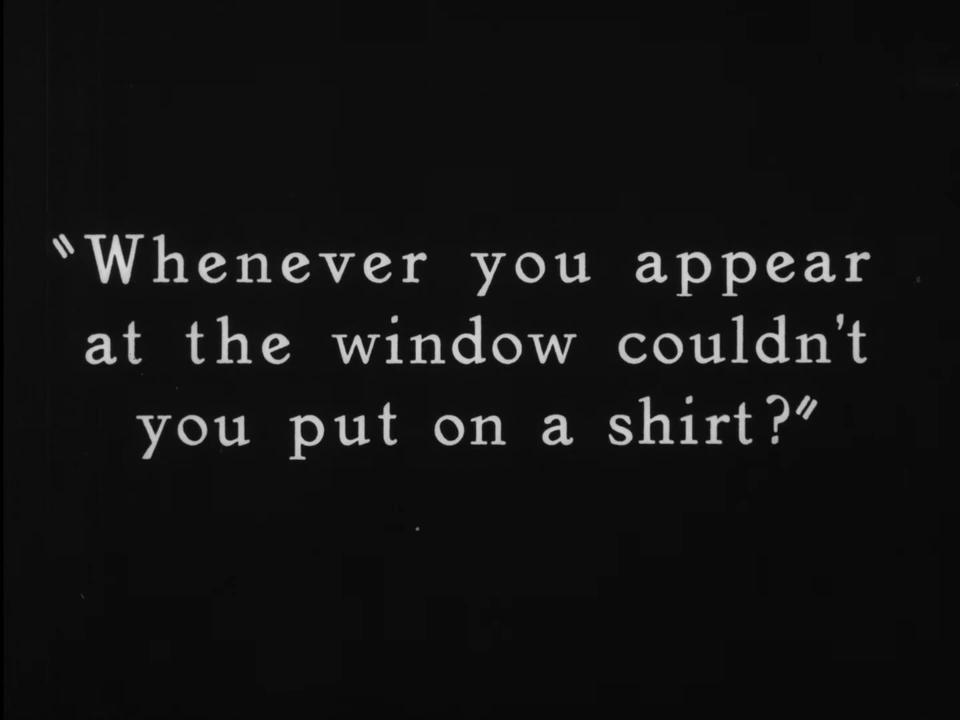 "Whenever you appear
at the window couldn't
you put on a shirt?"